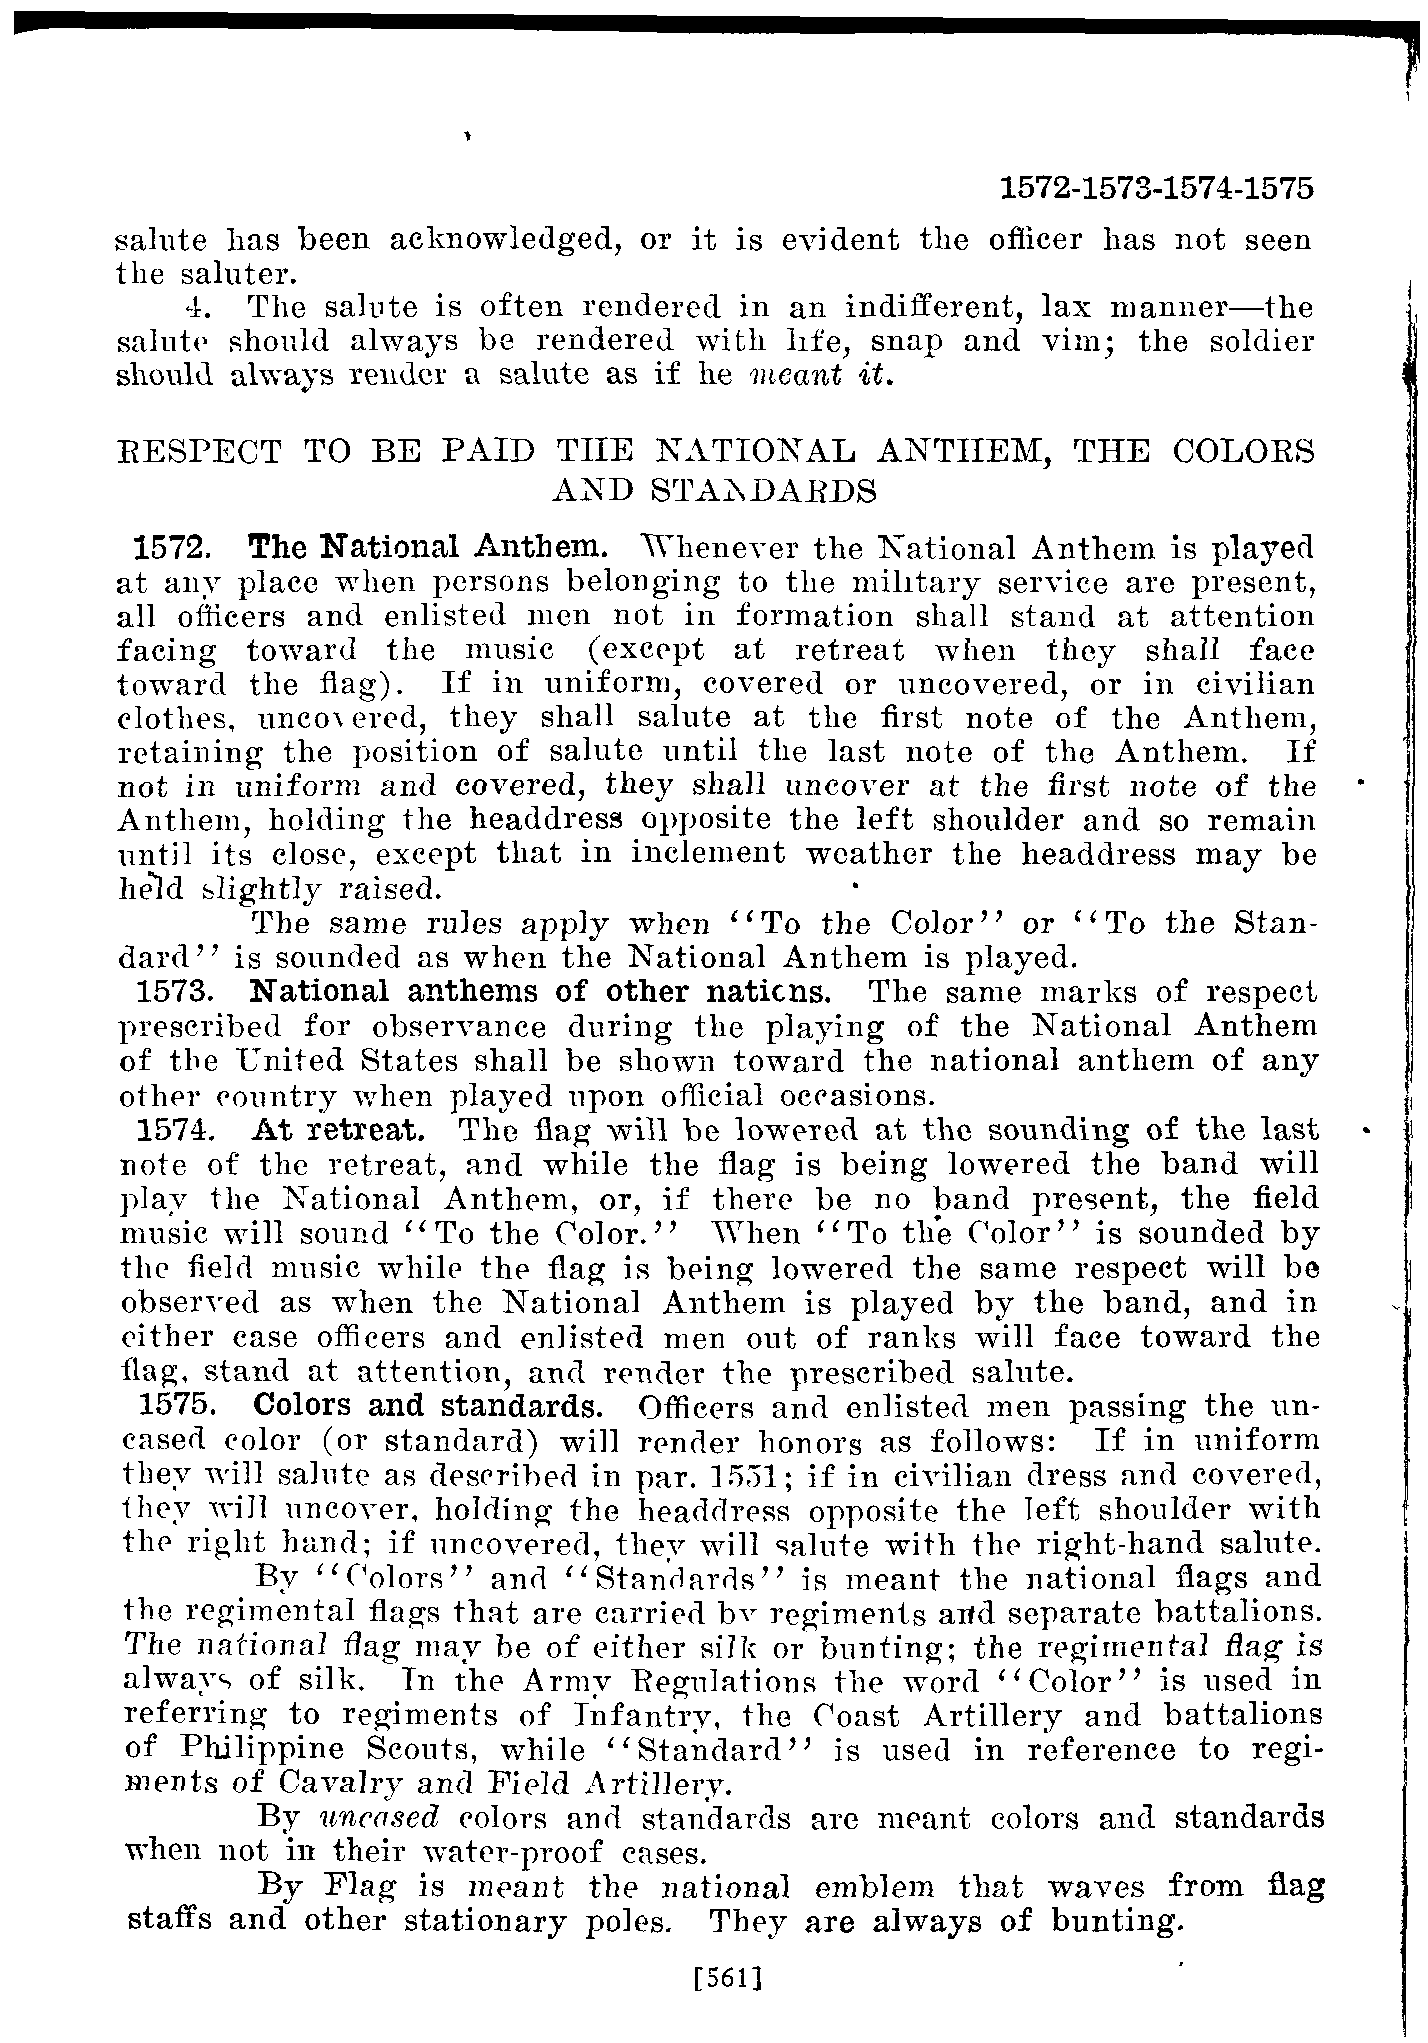 1572-1573-1574-1575
salute has been acknowledged, or it is evident the officer has not seen
the saluter.
4. The salute is often rendered in an indifferent, lax manner—the
salute should always be rendered with life, snap and vim; the soldier
should always render a salute as if he meant it.
RESPECT TO BE PAID THE NATIONAL ANTHEM, THE COLORS
AND STANDARDS
1572. The National Anthem. Whenever the National Anthem is played
at any place when persons belonging to the military service are present,
all officers and enlisted men not in formation shall stand at attention
facing toward the music (except at retreat when they shall face
toward the flag). If in uniform, covered or uncovered, or in civilian
clothes, uncovered, they shall salute at the first note of the Anthem,
retaining the position of salute until the last note of the Anthem. If
not in uniform and covered, they shall uncover at the first note of the
Anthem, holding the headdress opposite the left shoulder and so remain
until its close, except that in inclement weather the headdress may be
held slightly raised.
The same rules apply when ‘‘To the Color’’ or ‘‘To the Stan-
dard’’ is sounded as when the National Anthem is played.
1573. National anthems of other nations. The same marks of respect
prescribed for observance during the playing of the National Anthem
of the United States shall be shown toward the national anthem of any
other country when played upon official occasions.
1574. At retreat. The flag will be lowered at the sounding of the last
note of the retreat, and while the flag is being lowered the band will
play the National Anthem, or, if there be no band present, the field
music will sound ‘‘To the Color.’’ When ‘‘To the Color’’ is sounded by
the field music while the flag is being lowered the same respect will be
observed as when the National Anthem is played by the band, and in
either case officers and enlisted men out of ranks will face toward the
flag, stand at attention, and render the prescribed salute.
1575. Colors and standards. Officers and enlisted men passing the un-
cased color (or standard) will render honors as follows: If in uniform
they will salute as described in par. 1551; if in civilian dress and covered,
they will uncover, holding the headdress opposite the left shoulder with
the right hand; if uncovered, they will salute with the right-hand salute.
By ‘‘Colors’’ and ‘‘Standards’’ is meant the national flags and
the regimental flags that are carried by regiments and separate battalions.
The national flag may be of either silk or bunting; the regimental flag is
always of silk. In the Army Regulations the word ‘‘Color’’ is used in
referring to regiments of Infantry, the Coast Artillery and battalions
of Philippine Scouts, while ‘‘Standard’’ is used in reference to regi-
ments of Cavalry and Field Artillery.
By uncased colors and standards are meant colors and standards
when not in their water-proof cases.
By Flag is meant the national emblem that waves from flag
staffs and other stationary poles. They are always of bunting.
[561]